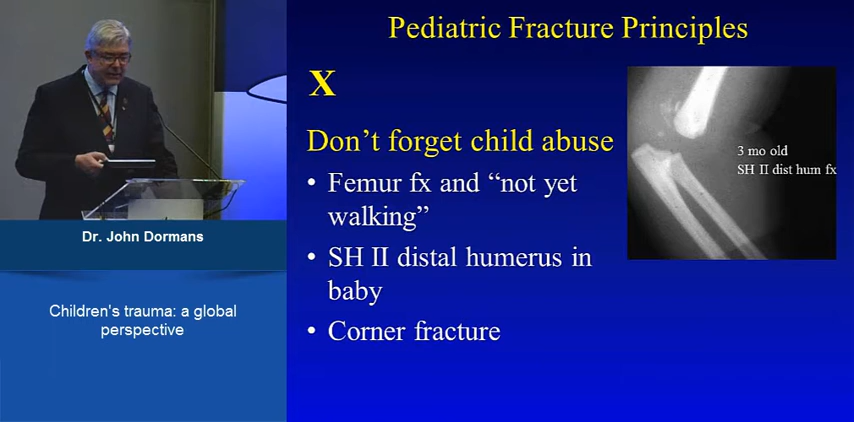 Pediatric Fracture Principles
X
Don't forget child abuse
• Femur fx and “not yet
walking”
• SH II distal humerus in
baby
• Corner fracture
3 mo old
SH II dist hum fx
Dr. John Dormans
Children's trauma: a global
perspective